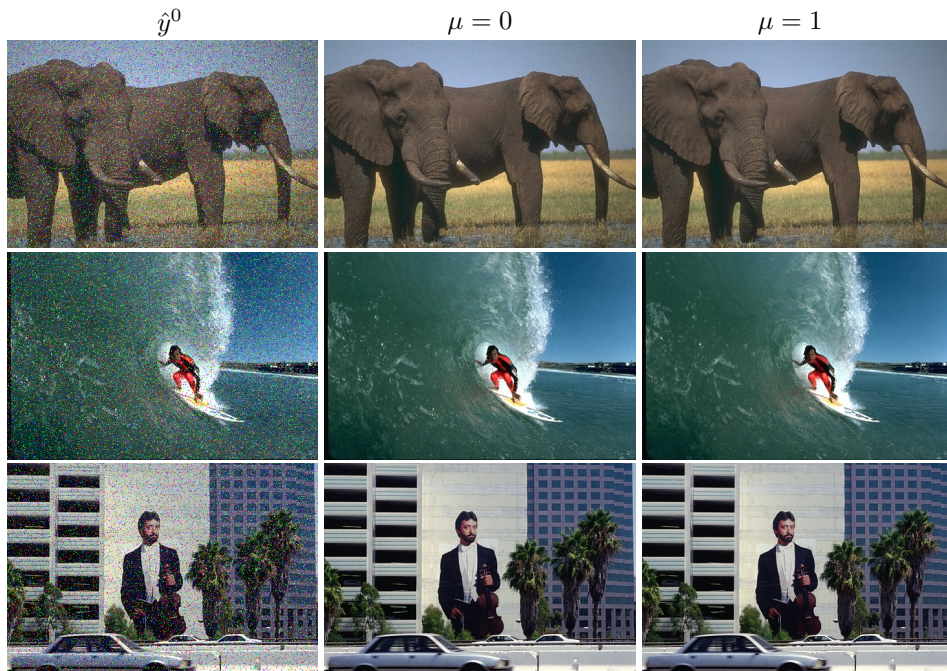 ŷ⁰ μ = 0 μ = 1